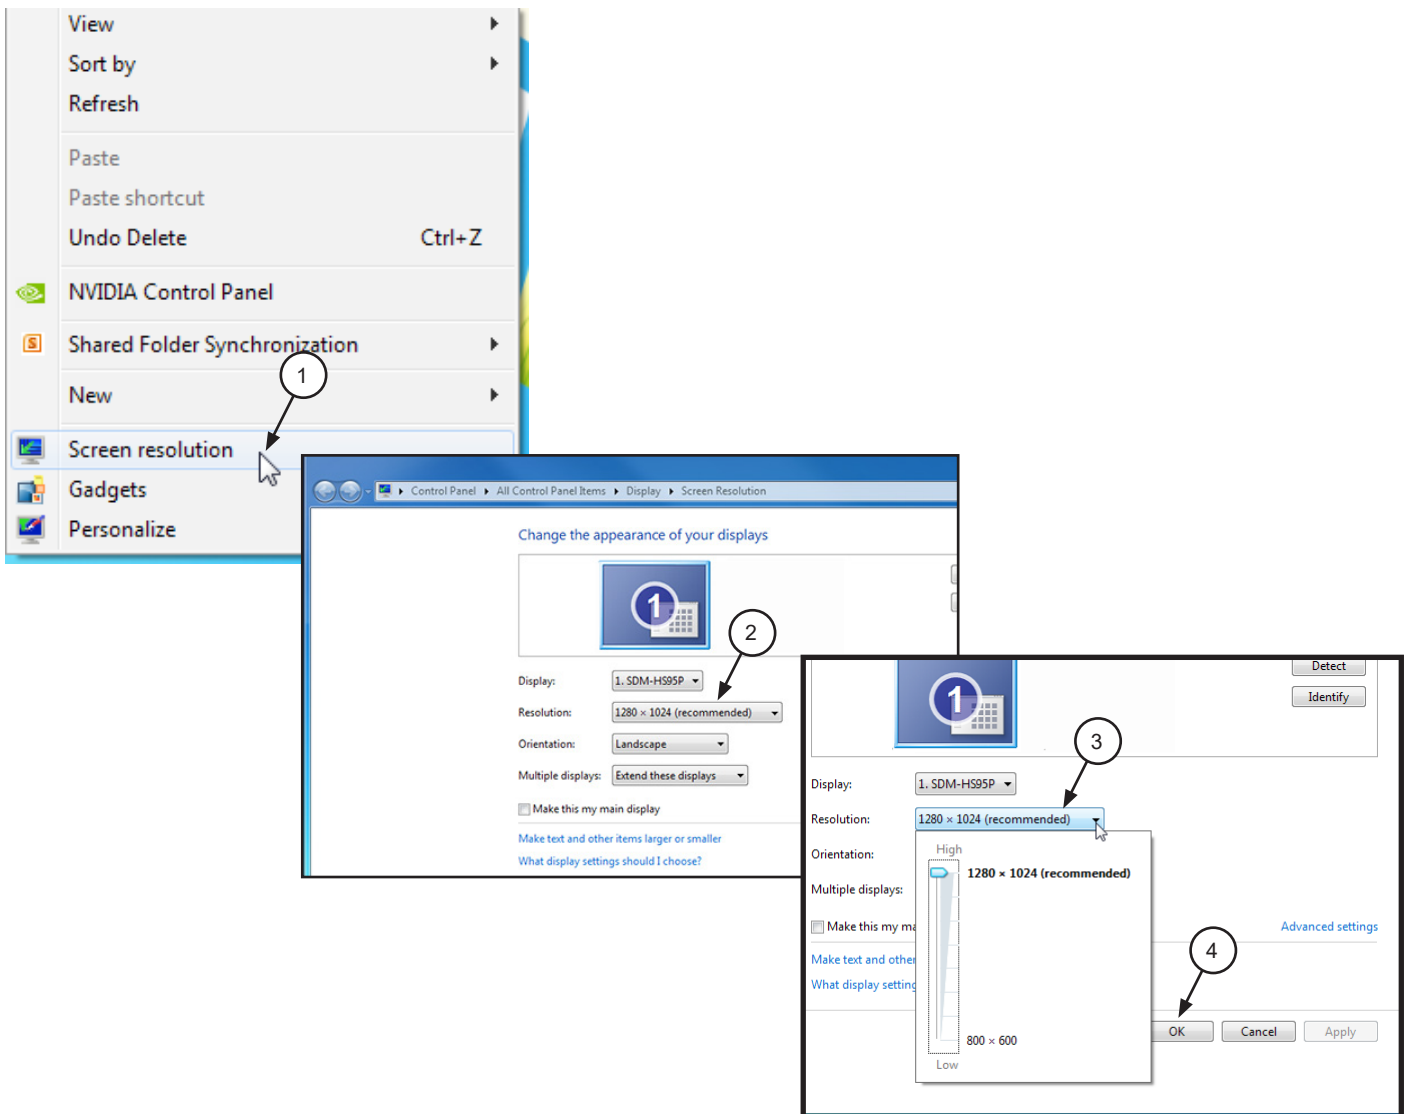 View
Sort by
Refresh
Paste
Paste shortcut
Undo Delete Ctrl+Z
NVIDIA Control Panel
S
Shared Folder Synchronization
1
New
Screen resolution
Gadgets
Personalize
Control Panel All Control Panel Items Display Screen Resolution
Change the appearance of your displays
1
2
Display: 1. SDM-HS95P
Resolution: 1280 × 1024 (recommended)
Orientation: Landscape
Multiple displays: Extend these displays
Make this my main display
Make text and other items larger or smaller
What display settings should I choose?
Detect
Identify
1
3
Display: 1. SDM-HS95P
Resolution: 1280 × 1024 (recommended)
Orientation:
High
1280 × 1024 (recommended)
Multiple displays:
Make this my ma
Advanced settings
Make text and other
4
What display setting
OK Cancel Apply
800 × 600
Low